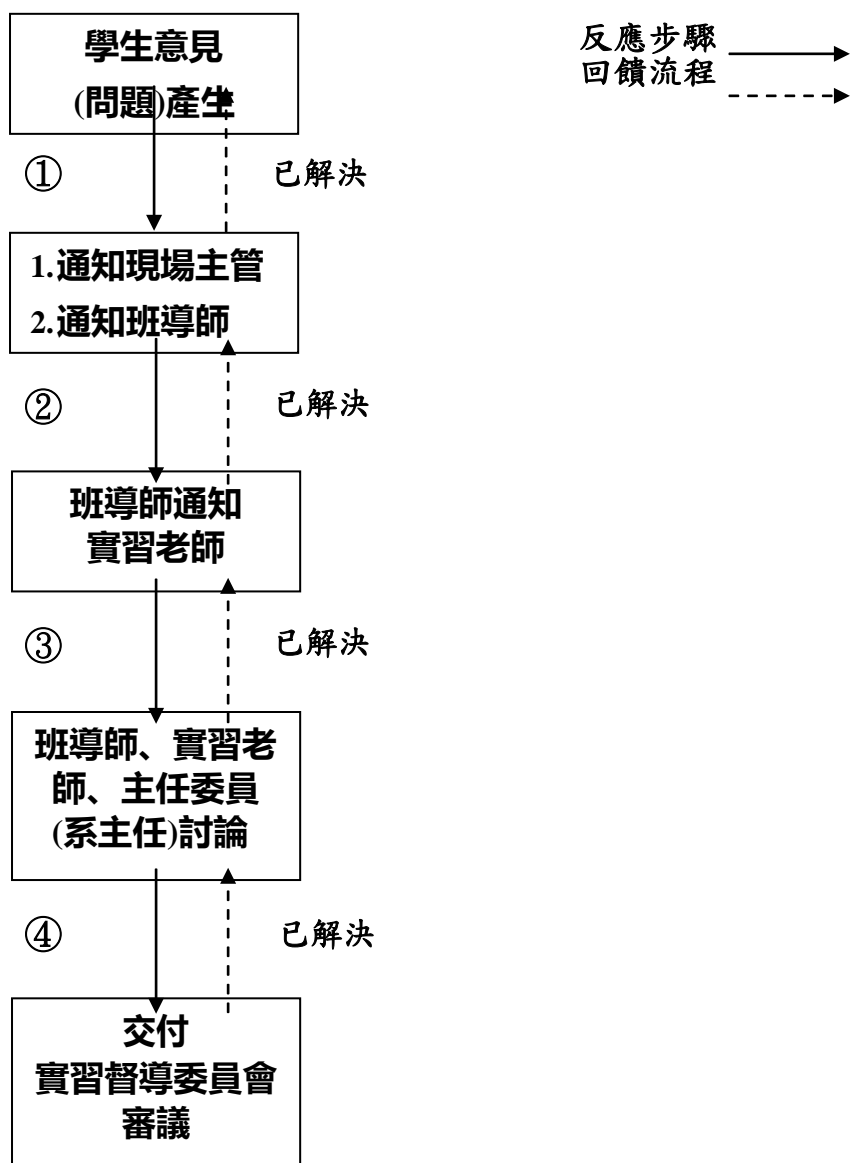 學生意見
(問題)產生
反應步驟
回饋流程
①
已解決
1.通知現場主管
2.通知班導師
②
已解決
班導師通知
實習老師
③
已解決
班導師、實習老
師、主任委員
(系主任)討論
④
已解決
交付
實習督導委員會
審議